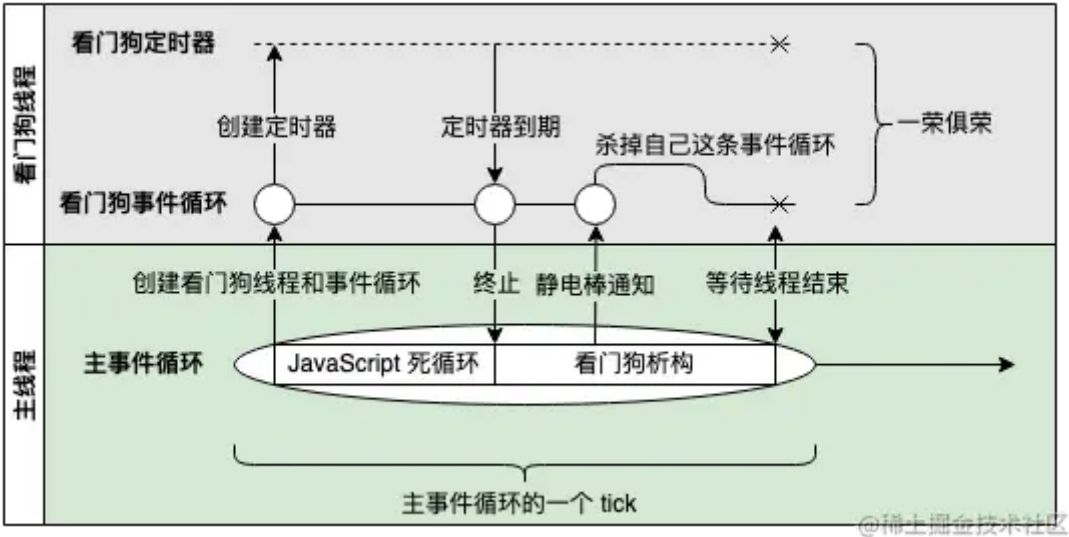 看门狗线程
看门狗定时器
创建定时器
定时器到期
杀掉自己这条事件循环
一荣俱荣
看门狗事件循环
创建看门狗线程和事件循环
终止
静电棒通知
等待线程结束
主线程
主事件循环
JavaScript 死循环
看门狗析构
主事件循环的一个 tick
@稀土掘金技术社区